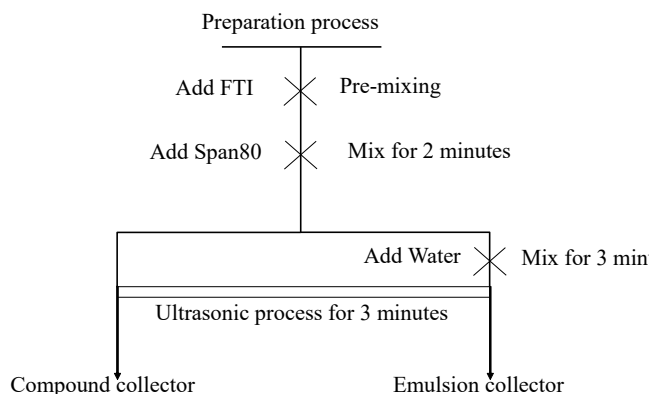 Preparation process
Add FTI
Pre-mixing
Add Span80
Mix for 2 minutes
Add Water
Mix for 3
Ultrasonic process for 3 minutes
Compound collector
Emulsion collector